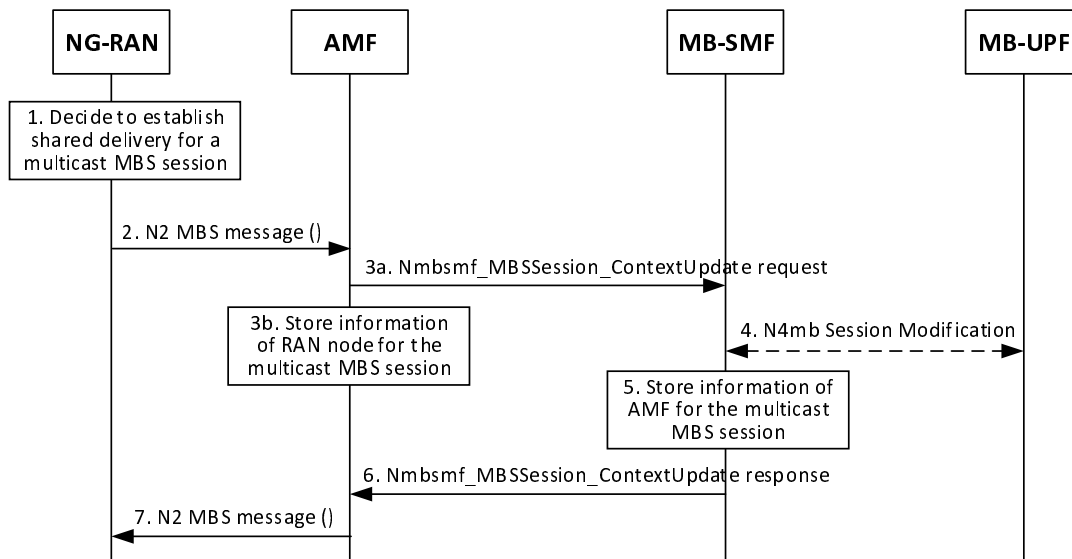 NG-RAN
AMF
MB-SMF
MB-UPF
1. Decide to establish
shared delivery for a
multicast MBS session
2. N2 MBS message ()
3a. Nmbsmf_MBSSession_ContextUpdate request
3b. Store information
of RAN node for the
multicast MBS session
4. N4mb Session Modification
5. Store information of
AMF for the multicast
MBS session
6. Nmbsmf_MBSSession_ContextUpdate response
7. N2 MBS message ()